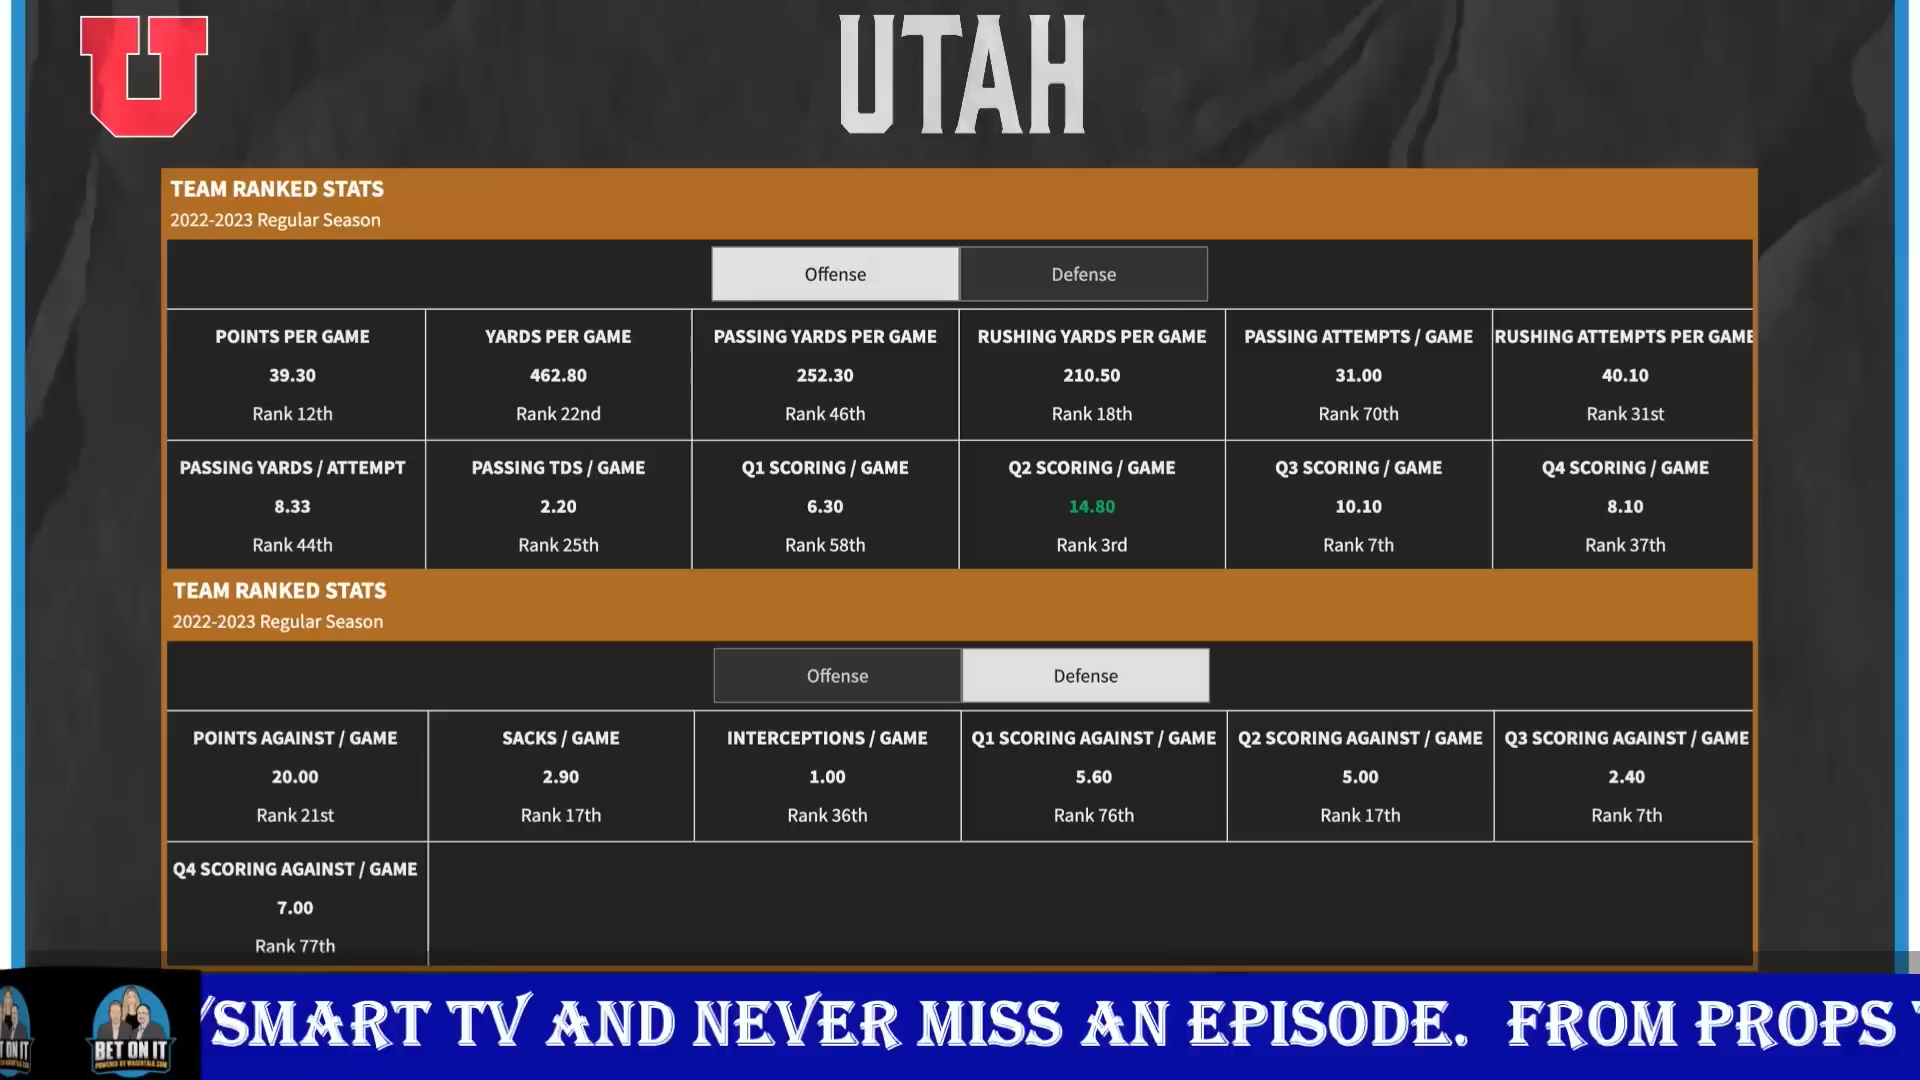 U
UTAH
TEAM RANKED STATS
2022-2023 Regular Season
Offense
Defense
POINTS PER GAME
39.30
Rank 12th
YARDS PER GAME
462.80
Rank 22nd
PASSING YARDS PER GAME
252.30
Rank 46th
RUSHING YARDS PER GAME
210.50
Rank 18th
PASSING ATTEMPTS / GAME
31.00
Rank 70th
RUSHING ATTEMPTS PER GAME
40.10
Rank 31st
PASSING YARDS / ATTEMPT
8.33
Rank 44th
PASSING TDS / GAME
2.20
Rank 25th
Q1 SCORING / GAME
6.30
Rank 58th
Q2 SCORING / GAME
14.80
Rank 3rd
Q3 SCORING / GAME
10.10
Rank 7th
Q4 SCORING / GAME
8.10
Rank 37th
TEAM RANKED STATS
2022-2023 Regular Season
Offense
Defense
POINTS AGAINST / GAME
20.00
Rank 21st
SACKS / GAME
2.90
Rank 17th
INTERCEPTIONS / GAME
1.00
Rank 36th
Q1 SCORING AGAINST / GAME
5.60
Rank 76th
Q2 SCORING AGAINST / GAME
5.00
Rank 17th
Q3 SCORING AGAINST / GAME
2.40
Rank 7th
Q4 SCORING AGAINST / GAME
7.00
Rank 77th
T ON IT
BET ON IT
POWERED BY WAGERTALK.COM
/SMART TV AND NEVER MISS AN EPISODE. FROM PROPS